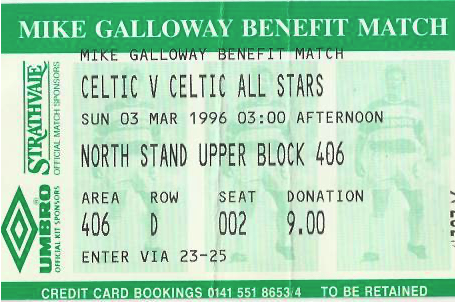 MIKE GALLOWAY BENEFIT MATCH
MIKE GALLOWAY BENEFIT MATCH
CELTIC V CELTIC ALL STARS
SUN 03 MAR 1996 03:00 AFTERNOON
NORTH STAND UPPER BLOCK 406
AREA ROW SEAT DONATION
406 D 002 9.00
ENTER VIA 23-25
STRATHVALE
OFFICIAL MATCH SPONSORS
UMBRO
OFFICIAL KIT SPONSORS
CREDIT CARD BOOKINGS 0141 551 8653/4 TO BE RETAINED